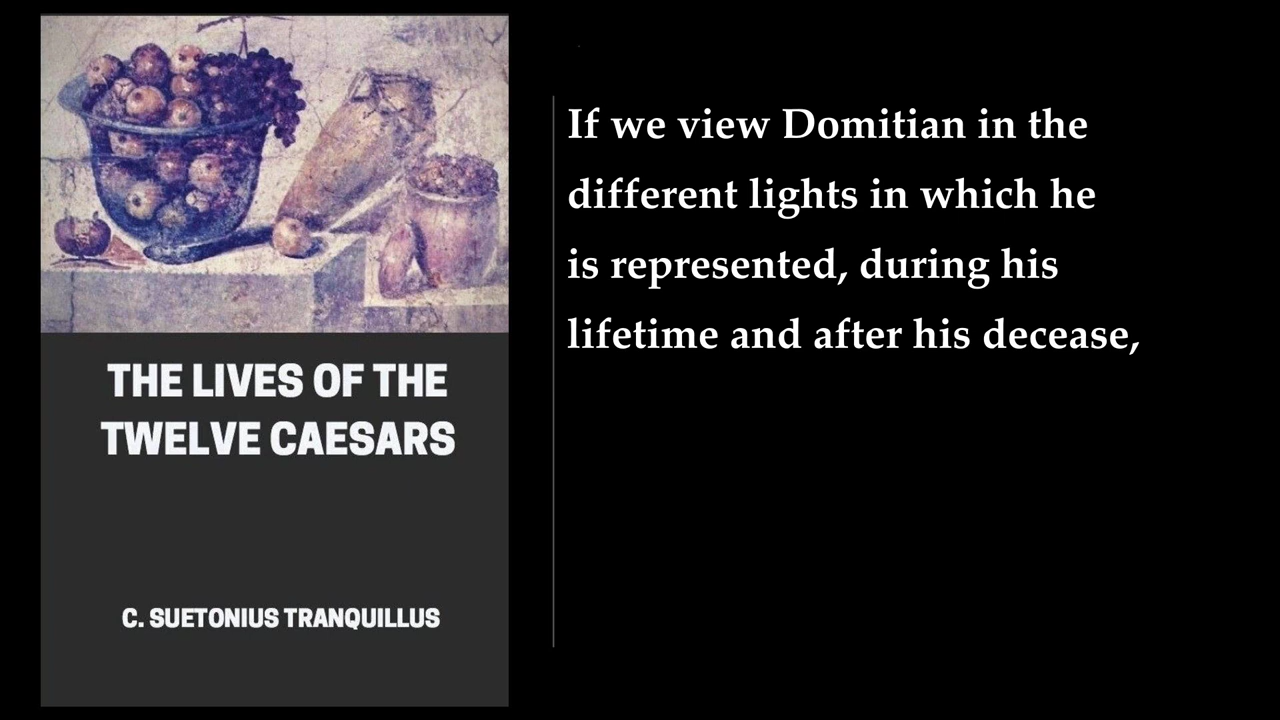 THE LIVES OF THE
TWELVE CAESARS
C. SUETONIUS TRANQUILLUS
If we view Domitian in the
different lights in which he
is represented, during his
lifetime and after his decease,